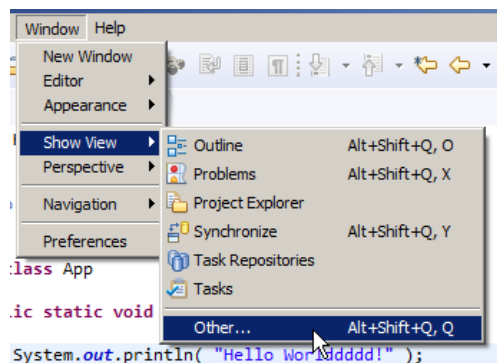 Window Help
New Window
Editor
Appearance
Show View
Perspective
Navigation
Preferences
Outline Alt+Shift+Q, O
Problems Alt+Shift+Q, X
Project Explorer
Synchronize Alt+Shift+Q, Y
Task Repositories
Tasks
Other... Alt+Shift+Q, Q
class App
ic static void
System.out.println( "Hello Worldddd!" );